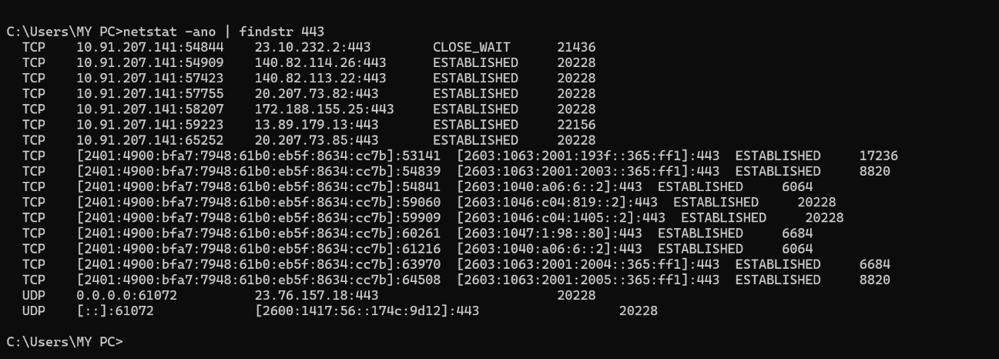 C:\Users\MY PC>netstat -ano | findstr 443
TCP 10.91.207.141:54844 23.10.232.2:443 CLOSE_WAIT 21436
TCP 10.91.207.141:54909 140.82.114.26:443 ESTABLISHED 20228
TCP 10.91.207.141:57423 140.82.113.22:443 ESTABLISHED 20228
TCP 10.91.207.141:57755 20.207.73.82:443 ESTABLISHED 20228
TCP 10.91.207.141:58207 172.188.155.25:443 ESTABLISHED 20228
TCP 10.91.207.141:59223 13.89.179.13:443 ESTABLISHED 22156
TCP 10.91.207.141:65252 20.207.73.85:443 ESTABLISHED 20228
TCP [2401:4900:bfa7:7948:61b0:eb5f:8634:cc7b]:53141 [2603:1063:2001:193f::365:ff1]:443 ESTABLISHED 17236
TCP [2401:4900:bfa7:7948:61b0:eb5f:8634:cc7b]:54839 [2603:1063:2001:2003::365:ff1]:443 ESTABLISHED 8820
TCP [2401:4900:bfa7:7948:61b0:eb5f:8634:cc7b]:54841 [2603:1040:a06:6::2]:443 ESTABLISHED 6064
TCP [2401:4900:bfa7:7948:61b0:eb5f:8634:cc7b]:59060 [2603:1046:c04:819::2]:443 ESTABLISHED 20228
TCP [2401:4900:bfa7:7948:61b0:eb5f:8634:cc7b]:59909 [2603:1046:c04:1405::2]:443 ESTABLISHED 20228
TCP [2401:4900:bfa7:7948:61b0:eb5f:8634:cc7b]:60261 [2603:1047:1:98::80]:443 ESTABLISHED 6684
TCP [2401:4900:bfa7:7948:61b0:eb5f:8634:cc7b]:61216 [2603:1040:a06:6::2]:443 ESTABLISHED 6064
TCP [2401:4900:bfa7:7948:61b0:eb5f:8634:cc7b]:63970 [2603:1063:2001:2004::365:ff1]:443 ESTABLISHED 6684
TCP [2401:4900:bfa7:7948:61b0:eb5f:8634:cc7b]:64508 [2603:1063:2001:2005::365:ff1]:443 ESTABLISHED 8820
UDP 0.0.0.0:61072 23.76.157.18:443 20228
UDP [::]:61072 [2600:1417:56::174c:9d12]:443 20228
C:\Users\MY PC>